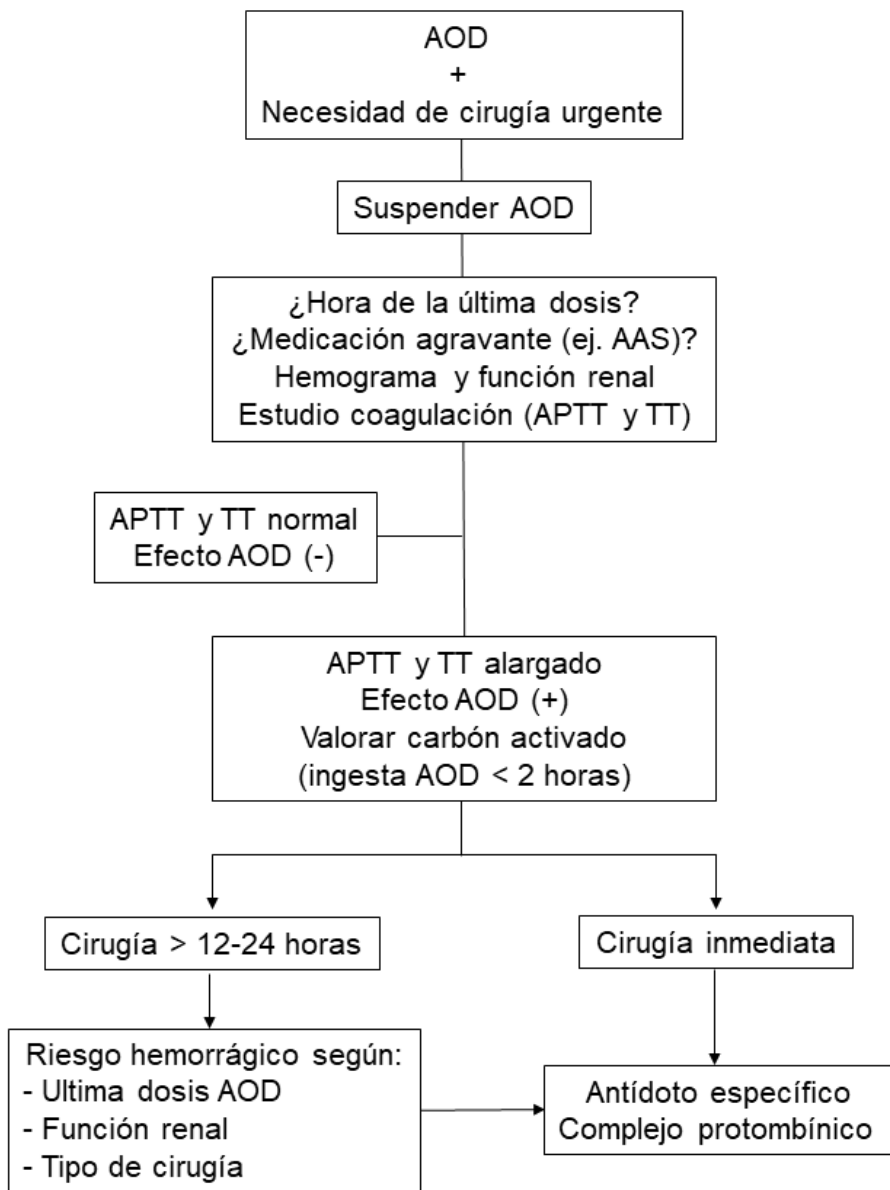 AOD
+
Necesidad de cirugía urgente
Suspender AOD
¿Hora de la última dosis?
¿Medicación agravante (ej. AAS)?
Hemograma y función renal
Estudio coagulación (APTT y TT)
APTT y TT normal
Efecto AOD (-)
APTT y TT alargado
Efecto AOD (+)
Valorar carbón activado
(ingesta AOD < 2 horas)
Cirugía > 12-24 horas
Cirugía inmediata
Riesgo hemorrágico según:
- Ultima dosis AOD
- Función renal
- Tipo de cirugía
Antídoto específico
Complejo protombínico